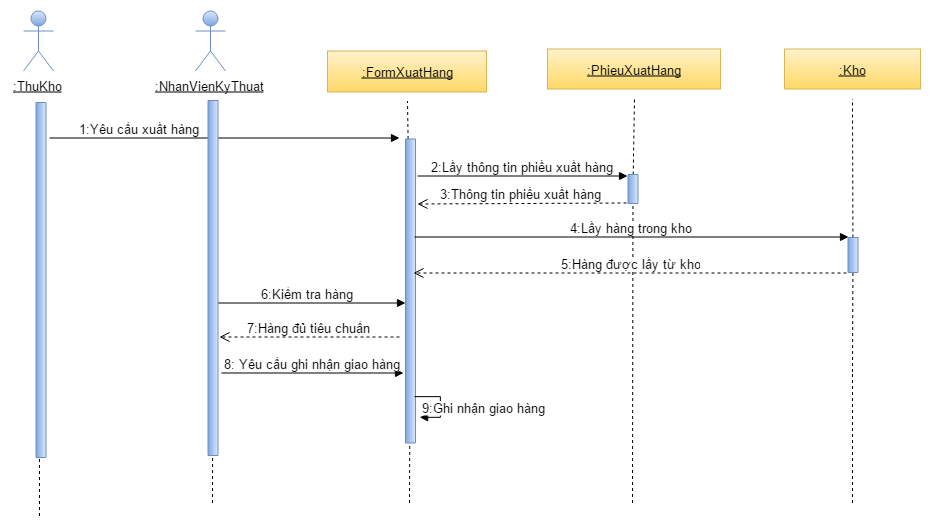 :ThuKho
:NhanVienKyThuat
:FormXuatHang
:PhieuXuatHang
:Kho
1:Yêu cầu xuất hàng
2:Lấy thông tin phiếu xuất hàng
3:Thông tin phiếu xuất hàng
4:Lấy hàng trong kho
5:Hàng được lấy từ kho
6:Kiểm tra hàng
7:Hàng đủ tiêu chuẩn
8: Yêu cầu ghi nhận giao hàng
9:Ghi nhận giao hàng